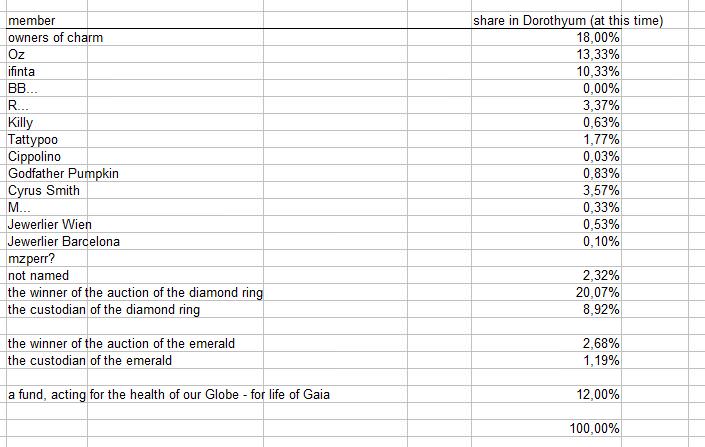 member share in Dorothyum (at this time)
owners of charm 18,00%
Oz 13,33%
ifinta 10,33%
BB... 0,00%
R... 3,37%
Killy 0,63%
Tattypoo 1,77%
Cippolino 0,03%
Godfather Pumpkin 0,83%
Cyrus Smith 3,57%
M... 0,33%
Jewerlier Wien 0,53%
Jewerlier Barcelona 0,10%
mzperr?
not named 2,32%
the winner of the auction of the diamond ring 20,07%
the custodian of the diamond ring 8,92%
the winner of the auction of the emerald 2,68%
the custodian of the emerald 1,19%
a fund, acting for the health of our Globe - for life of Gaia 12,00%
100,00%